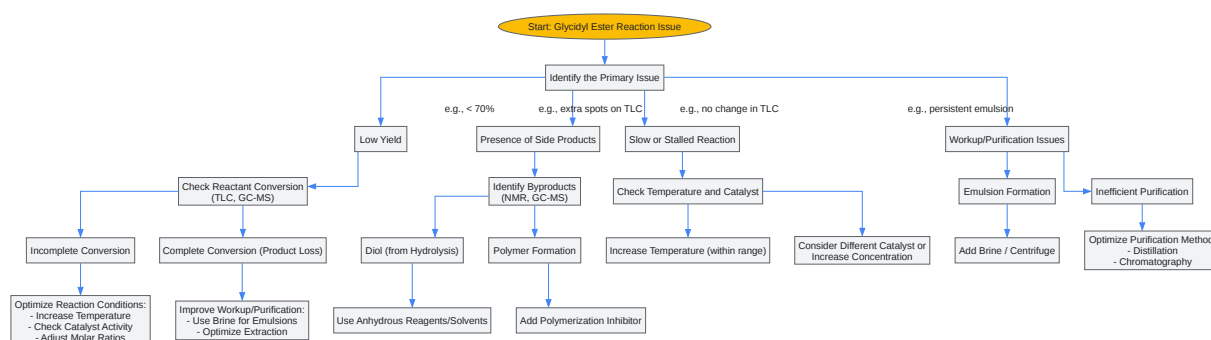 Start: Glycidyl Ester Reaction Issue
Identify the Primary Issue
e.g., < 70%
e.g., extra spots on TLC
e.g., no change in TLC
e.g., persistent emulsion
Low Yield
Presence of Side Products
Slow or Stalled Reaction
Workup/Purification Issues
Check Reactant Conversion
(TLC, GC-MS)
Identify Byproducts
(NMR, GC-MS)
Check Temperature and Catalyst
Emulsion Formation
Inefficient Purification
Incomplete Conversion
Complete Conversion (Product Loss)
Diol (from Hydrolysis)
Polymer Formation
Increase Temperature (within range)
Consider Different Catalyst or
Increase Concentration
Add Brine / Centrifuge
Optimize Purification Method
- Distillation
- Chromatography
Optimize Reaction Conditions:
- Increase Temperature
- Check Catalyst Activity
- Adjust Molar Ratios
Improve Workup/Purification:
- Use Brine for Emulsions
- Optimize Extraction
Use Anhydrous Reagents/Solvents
Add Polymerization Inhibitor